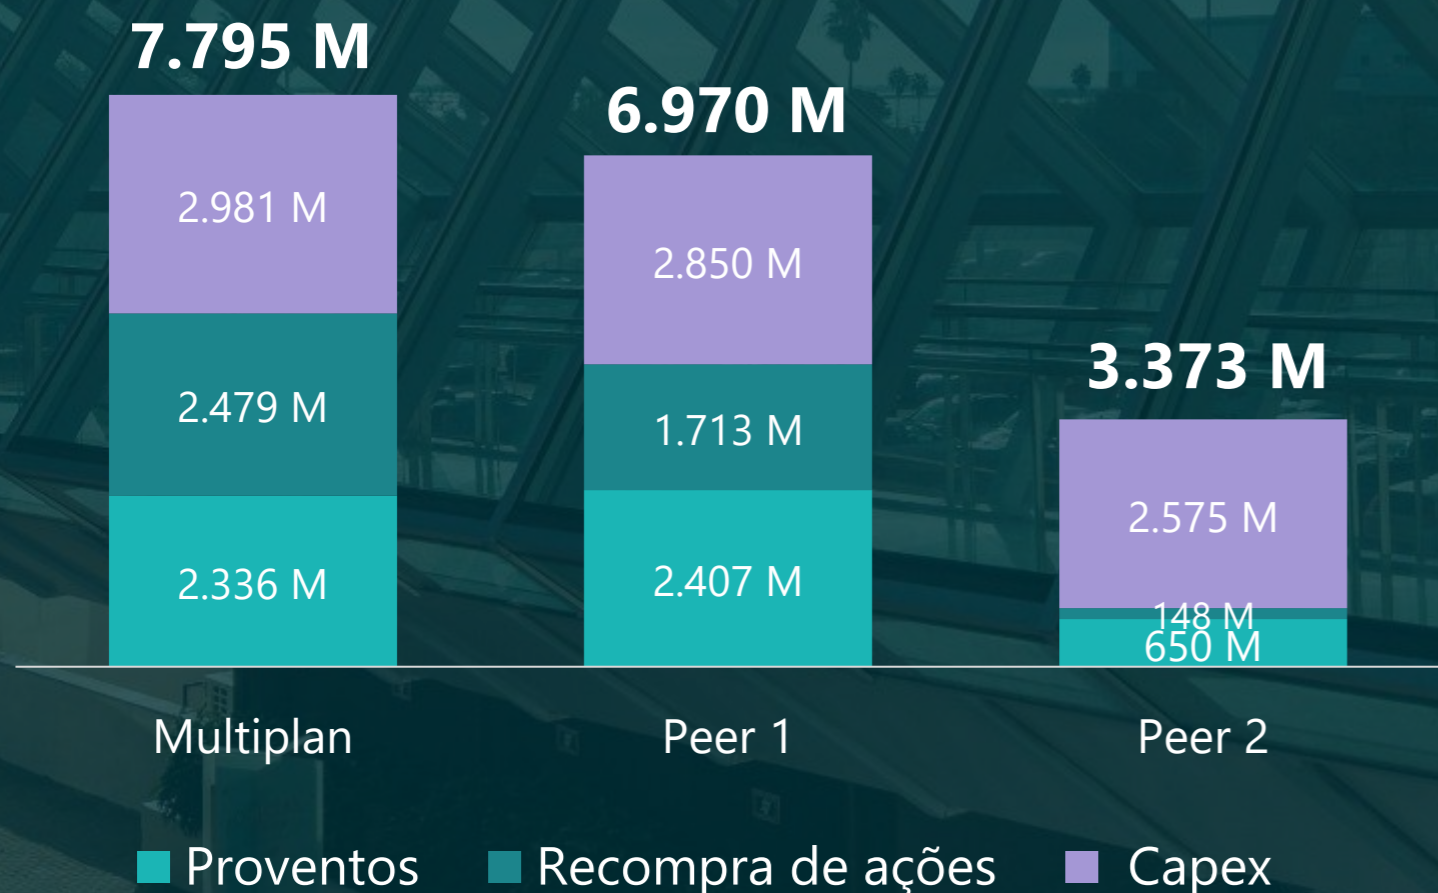 7.795 M
6.970 M
3.373 M
2.981 M
2.479 M
2.336 M
2.850 M
1.713 M
2.407 M
2.575 M
148 M
650 M
Multiplan
Peer 1
Peer 2
Proventos
Recompra de ações
Capex